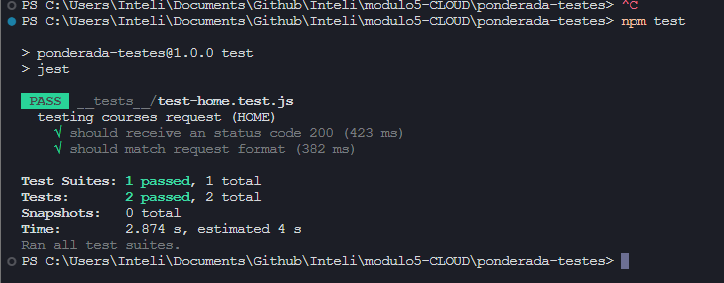 PS C:\Users\Inteli\Documents\Github\Inteli\modulo5-CLOUD\ponderada-testes> ^C
PS C:\Users\Inteli\Documents\Github\Inteli\modulo5-CLOUD\ponderada-testes> npm test
> ponderada-testes@1.0.0 test
> jest
PASS __tests__/test-home.test.js
testing courses request (HOME)
√ should receive an status code 200 (423 ms)
√ should match request format (382 ms)
Test Suites: 1 passed, 1 total
Tests: 2 passed, 2 total
Snapshots: 0 total
Time: 2.874 s, estimated 4 s
Ran all test suites.
PS C:\Users\Inteli\Documents\Github\Inteli\modulo5-CLOUD\ponderada-testes>